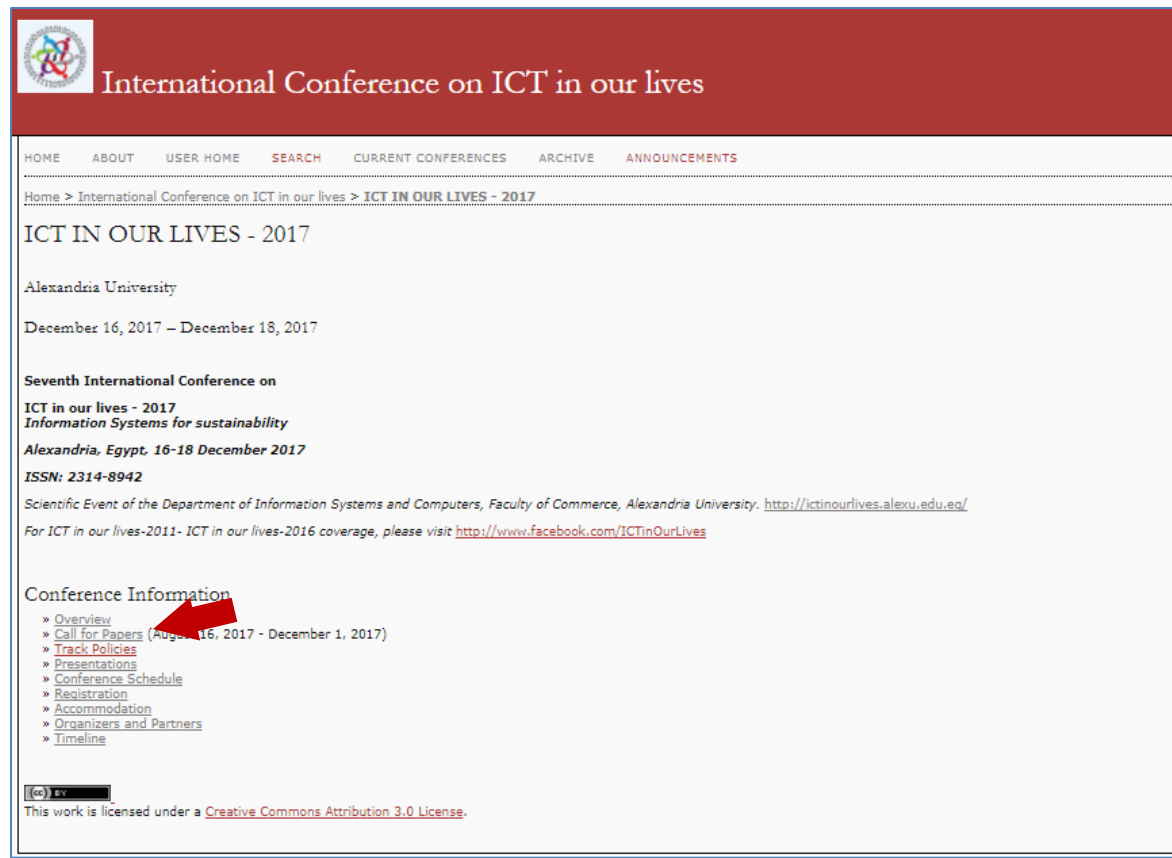 International Conference on ICT in our lives
HOME ABOUT USER HOME SEARCH CURRENT CONFERENCES ARCHIVE ANNOUNCEMENTS
Home > International Conference on ICT in our lives > ICT IN OUR LIVES - 2017
ICT IN OUR LIVES - 2017
Alexandria University
December 16, 2017 – December 18, 2017
Seventh International Conference on
ICT in our lives - 2017
Information Systems for sustainability
Alexandria, Egypt, 16-18 December 2017
ISSN: 2314-8942
Scientific Event of the Department of Information Systems and Computers, Faculty of Commerce, Alexandria University. http://ictinourlives.alexu.edu.eg/
For ICT in our lives-2011- ICT in our lives-2016 coverage, please visit http://www.facebook.com/ICTinOurLives
Conference Information
» Overview
» Call for Papers (August 16, 2017 - December 1, 2017)
» Track Policies
» Presentations
» Conference Schedule
» Registration
» Accommodation
» Organizers and Partners
» Timeline
(cc) BY
This work is licensed under a Creative Commons Attribution 3.0 License.